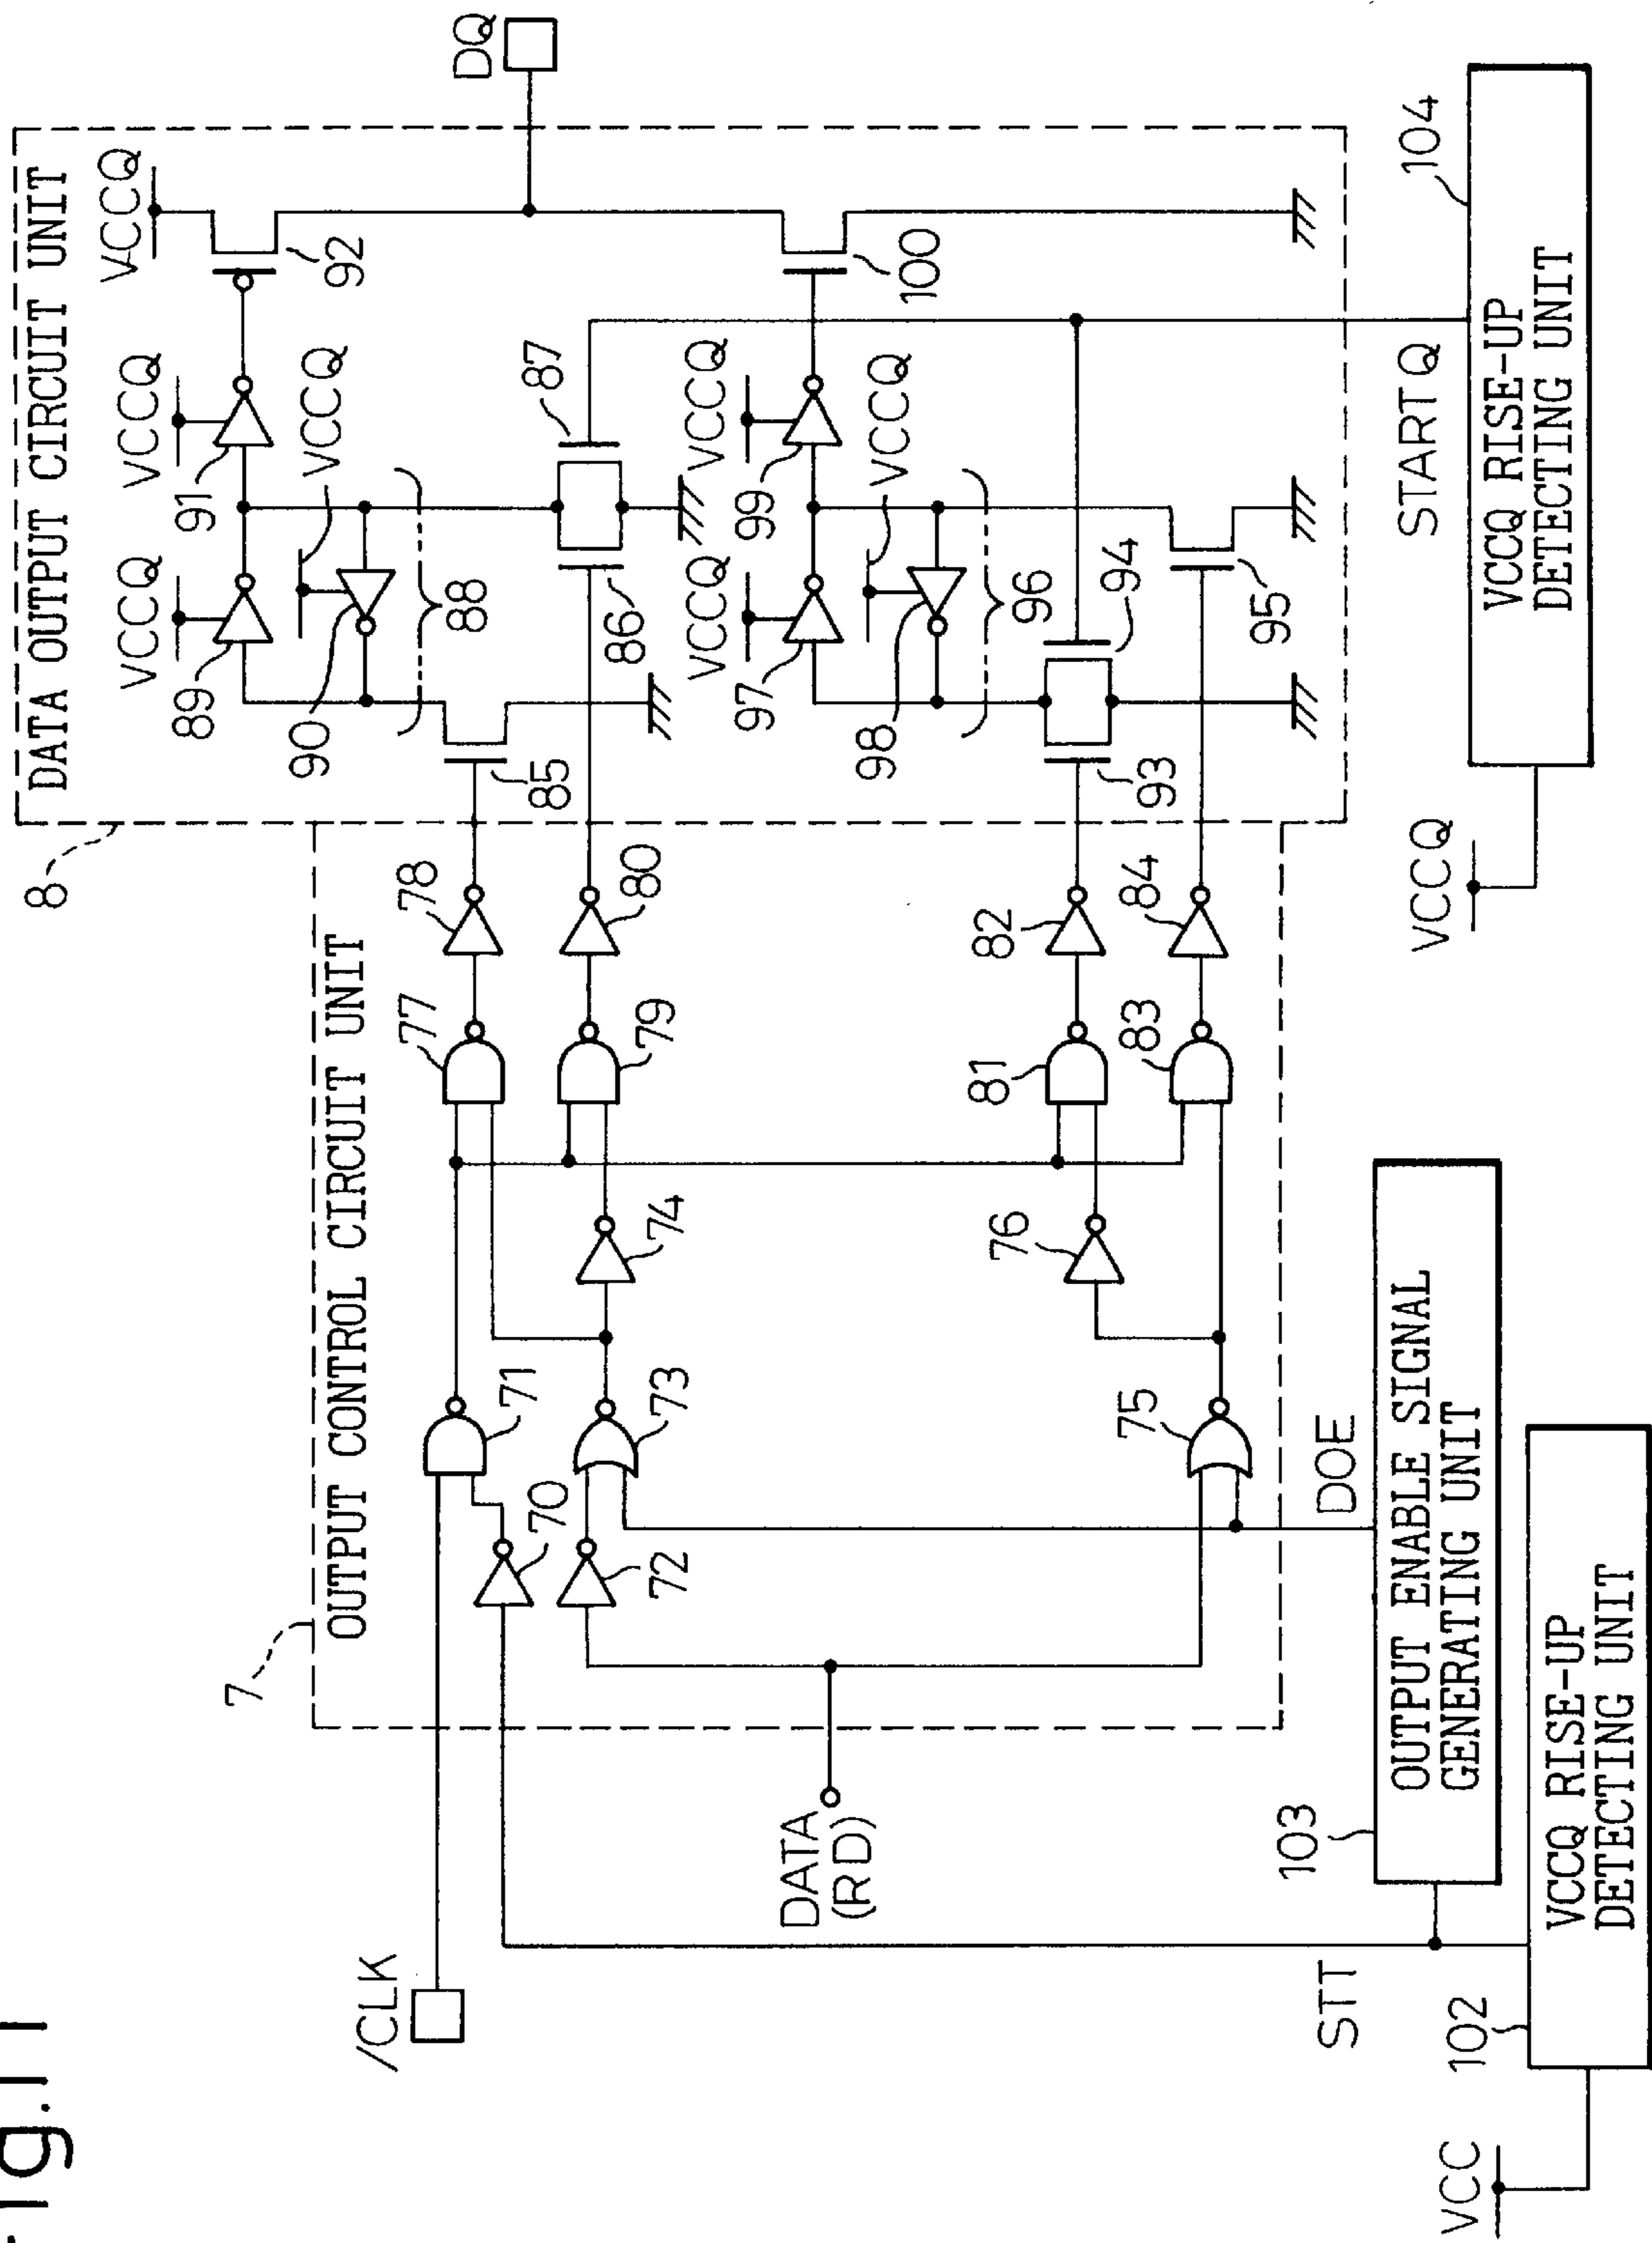 Fig.11
8
DATA OUTPUT CIRCUIT UNIT
VCCQ
VCCQ
VCCQ
VCCQ
89
91
90
88
92
DQ
85
86
87
VCCQ
VCCQ
VCCQ
97
99
98
96
100
93
94
95
7
OUTPUT CONTROL CIRCUIT UNIT
/CLK
70
71
72
73
74
75
76
77
78
79
80
81
82
83
84
DATA
(RD)
STT
DOE
STARTQ
103
OUTPUT ENABLE SIGNAL
GENERATING UNIT
VCC
102
VCCQ RISE-UP
DETECTING UNIT
VCCQ
104
VCCQ RISE-UP
DETECTING UNIT